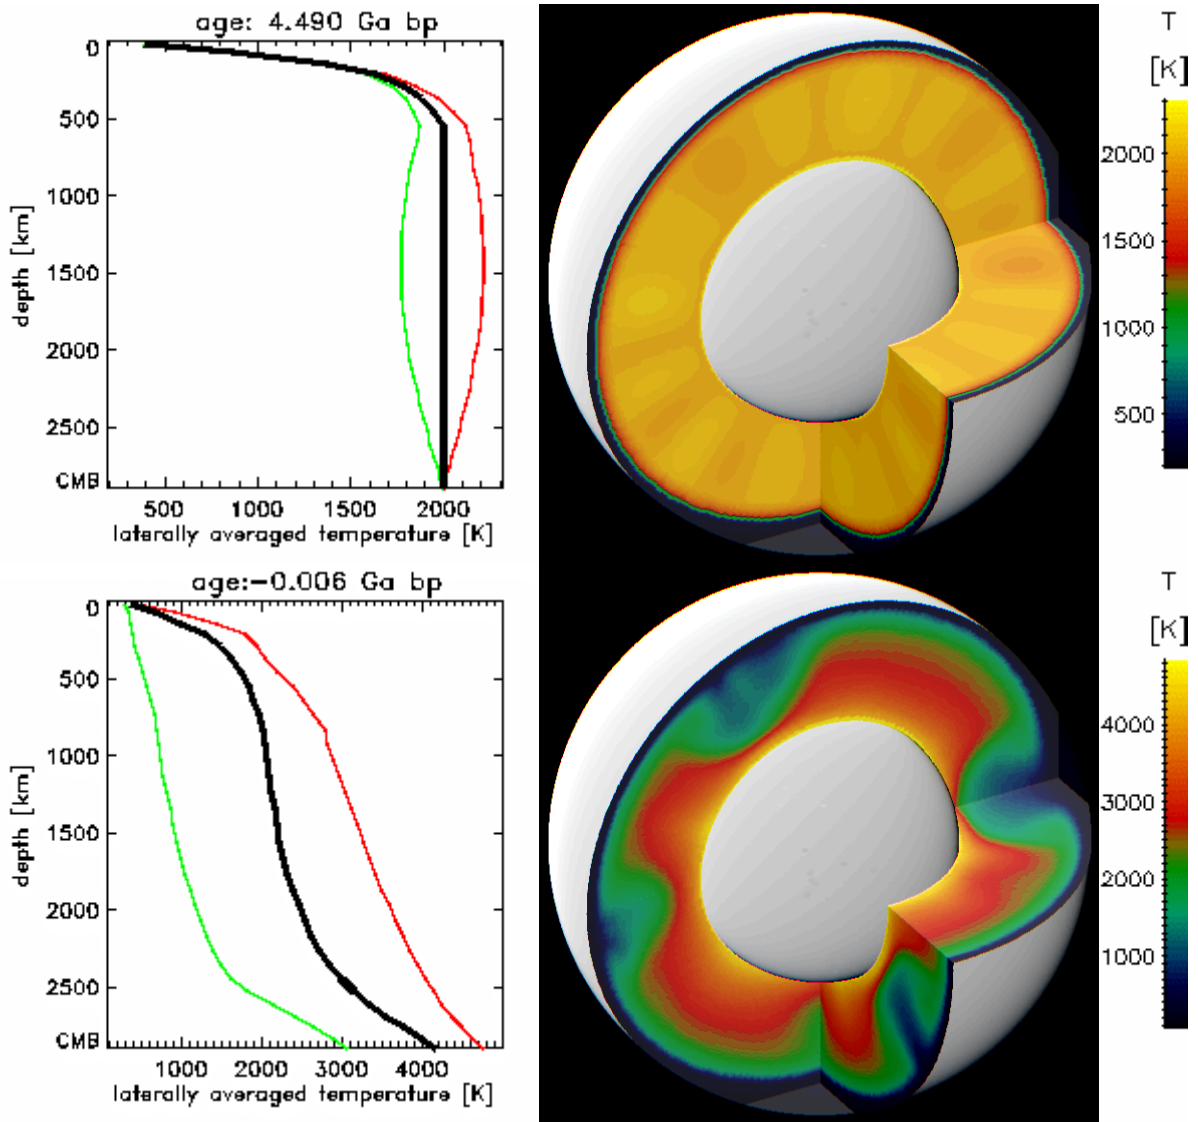 age: 4.490 Ga bp
0
500
1000
1500
2000
2500
CMB
depth [km]
500 1000 1500 2000
laterally averaged temperature [K]
T
[K]
2000
1500
1000
500
age:-0.006 Ga bp
0
500
1000
1500
2000
2500
CMB
depth [km]
1000 2000 3000 4000
laterally averaged temperature [K]
T
[K]
4000
3000
2000
1000